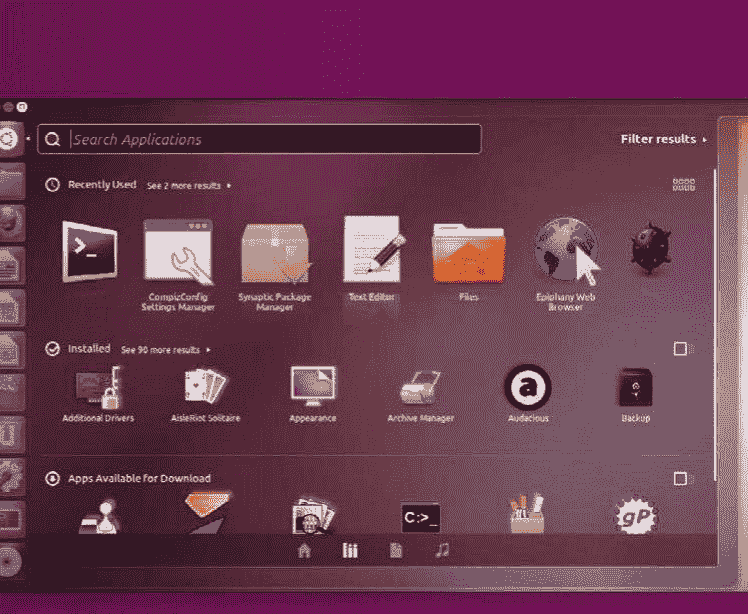 Search Applications
Filter results
Recently Used See 2 more results
CompizConfig
Settings Manager
Synaptic Package
Manager
Text Editor
Files
Epiphany Web
Browser
Installed See 90 more results
Additional Drivers
AisleRiot Solitaire
Appearance
Archive Manager
Audacious
Backup
Apps Available for Download
C:>_
gP